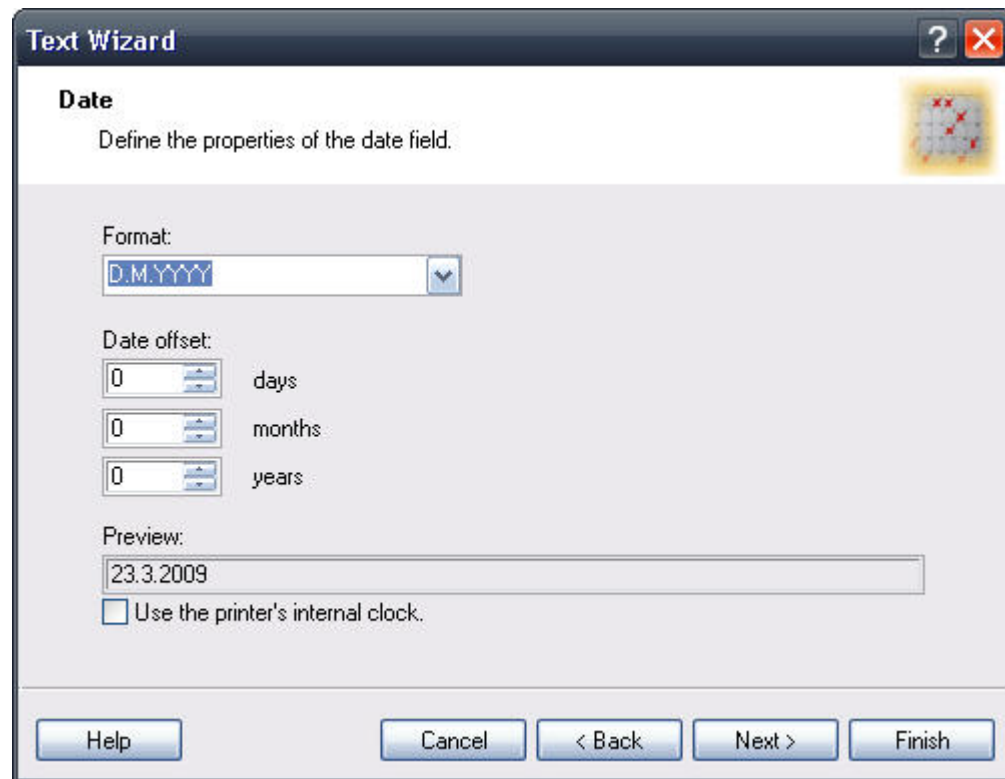 Text Wizard
Date
Define the properties of the date field.
Format:
D.M.YYYY
Date offset:
0 days
0 months
0 years
Preview:
23.3.2009
Use the printer's internal clock.
Help Cancel < Back Next > Finish